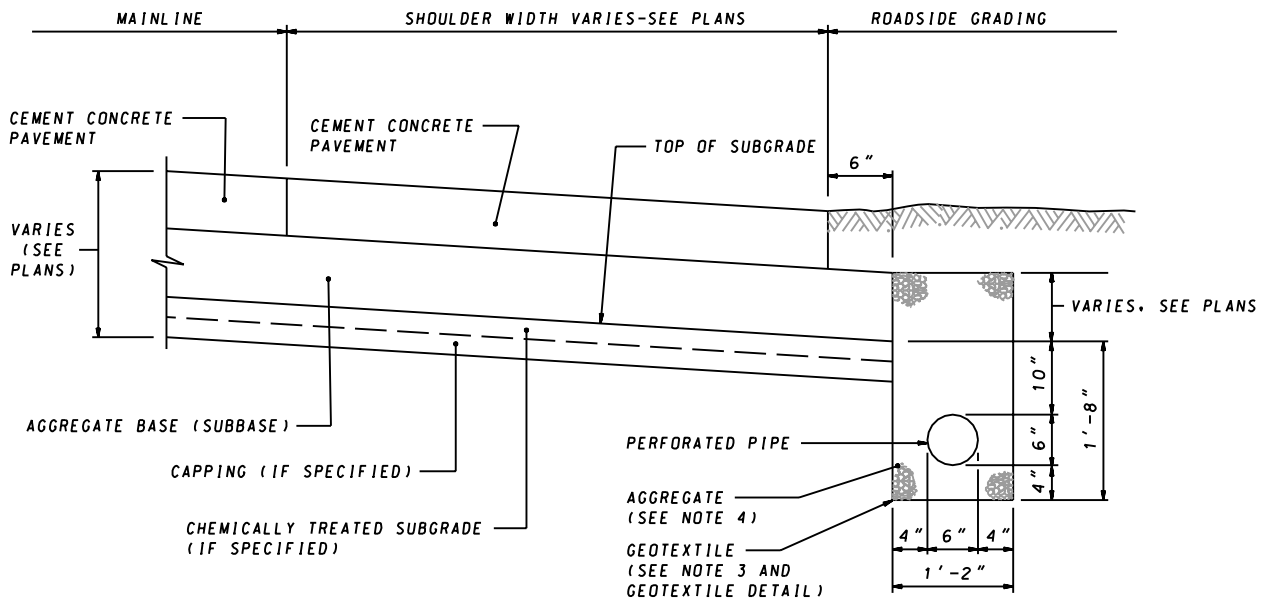 MAINLINE
SHOULDER WIDTH VARIES-SEE PLANS
ROADSIDE GRADING
CEMENT CONCRETE
PAVEMENT
CEMENT CONCRETE
PAVEMENT
TOP OF SUBGRADE
6"
VARIES
(SEE
PLANS)
VARIES, SEE PLANS
10"
6"
4"
1'-8"
AGGREGATE BASE (SUBBASE)
PERFORATED PIPE
CAPPING (IF SPECIFIED)
AGGREGATE
(SEE NOTE 4)
CHEMICALLY TREATED SUBGRADE
(IF SPECIFIED)
GEOTEXTILE
(SEE NOTE 3 AND
GEOTEXTILE DETAIL)
4"
6"
4"
1'-2"